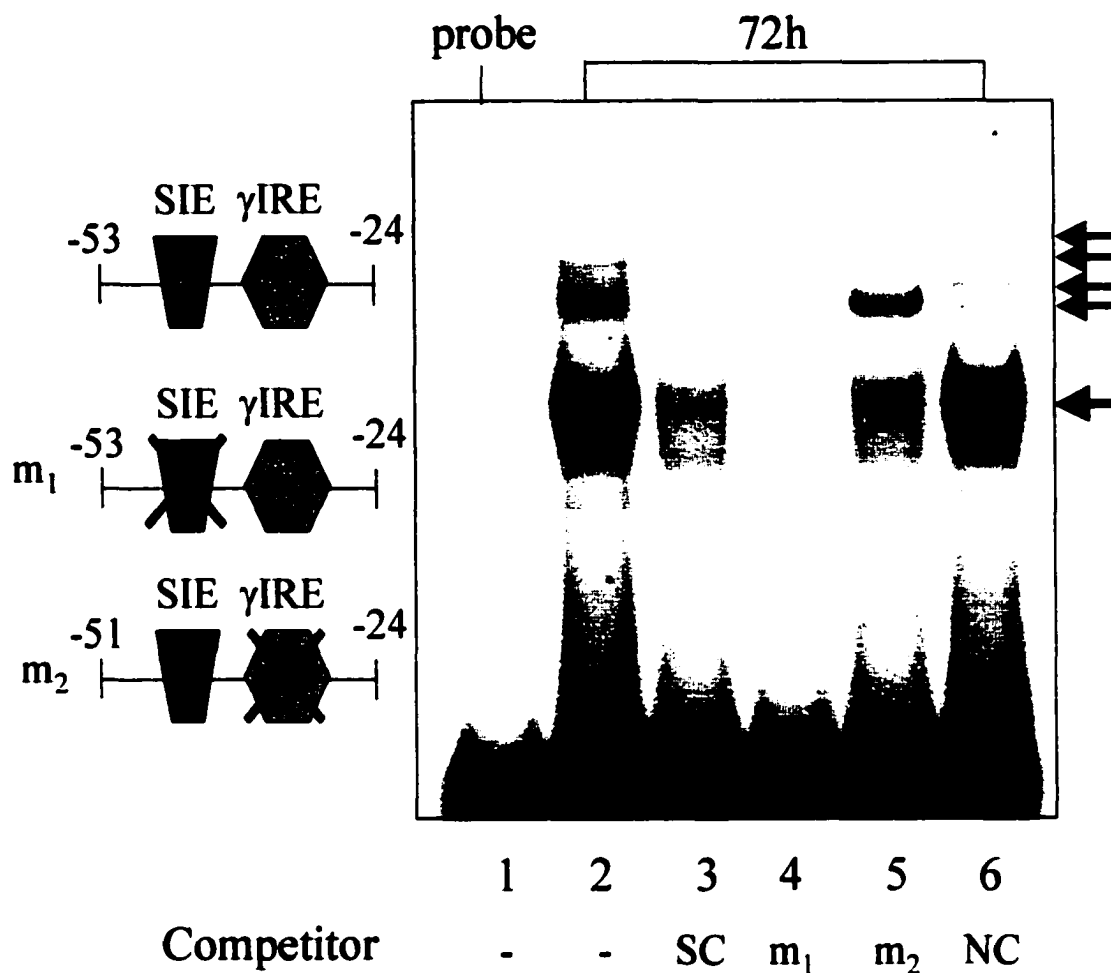 probe 72h
SIE γIRE
-53 -24
SIE γIRE
-53 -24
m₁
SIE γIRE
-51 -24
m₂
1 2 3 4 5 6
Competitor - - SC m₁ m₂ NC